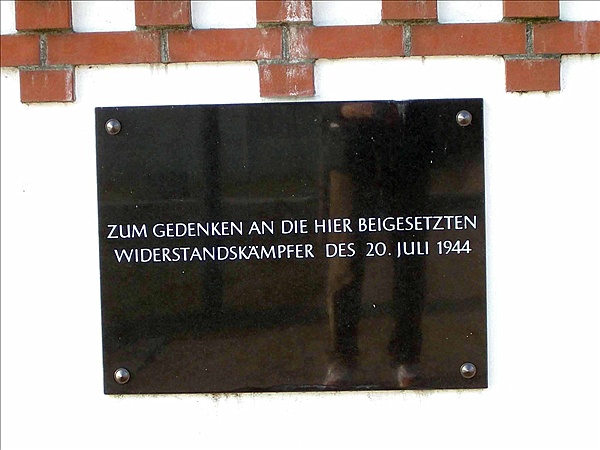 ZUM GEDENKEN AN DIE HIER BEIGESETZTEN
WIDERSTANDSKÄMPFER DES 20. JULI 1944